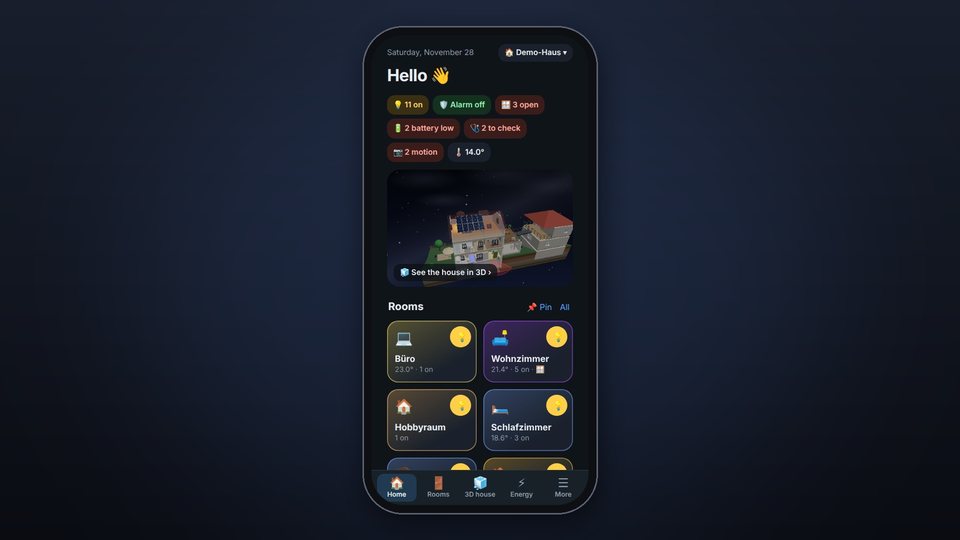 Saturday, November 28
Demo-Haus ▾
Hello
11 on
Alarm off
3 open
2 battery low
2 to check
2 motion
14.0°
See the house in 3D ›
Rooms
Pin
All
Büro
23.0° · 1 on
Wohnzimmer
21.4° · 5 on ·
Hobbyraum
1 on
Schlafzimmer
18.6° · 3 on
Home
Rooms
3D house
Energy
More